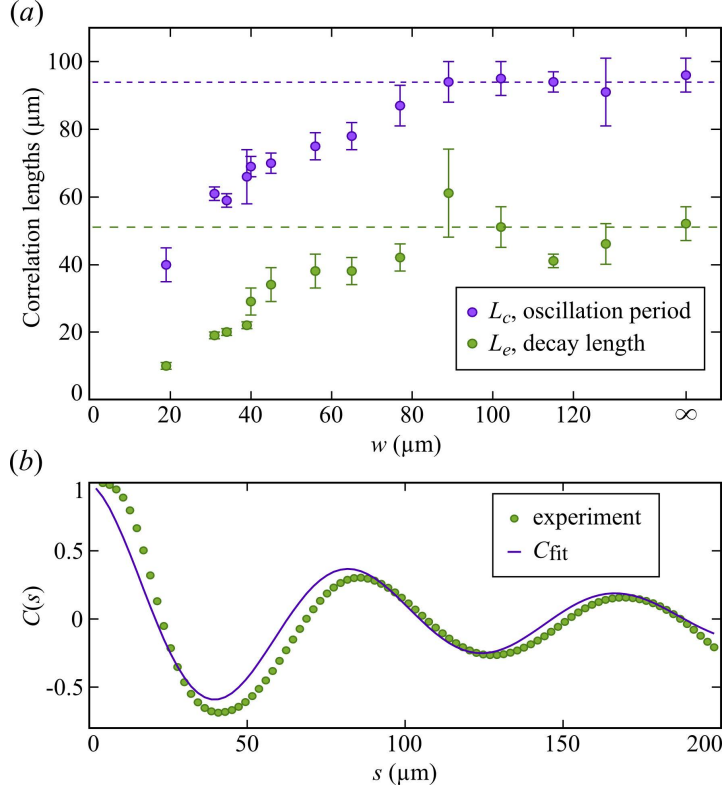 (a)
100
80
60
40
20
0
Correlation lengths (µm)
L_c, oscillation period
L_e, decay length
0 20 40 60 80 100 120 ∞
w (µm)
(b)
1
0.5
0
-0.5
C(s)
experiment
C_fit
0 50 100 150 200
s (µm)